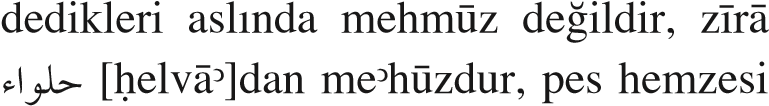 dedikleri aslında mehmūz değildir, zīrā
حلواء [ḥelvāʾ]dan meʾhūzdur, pes hemzesi